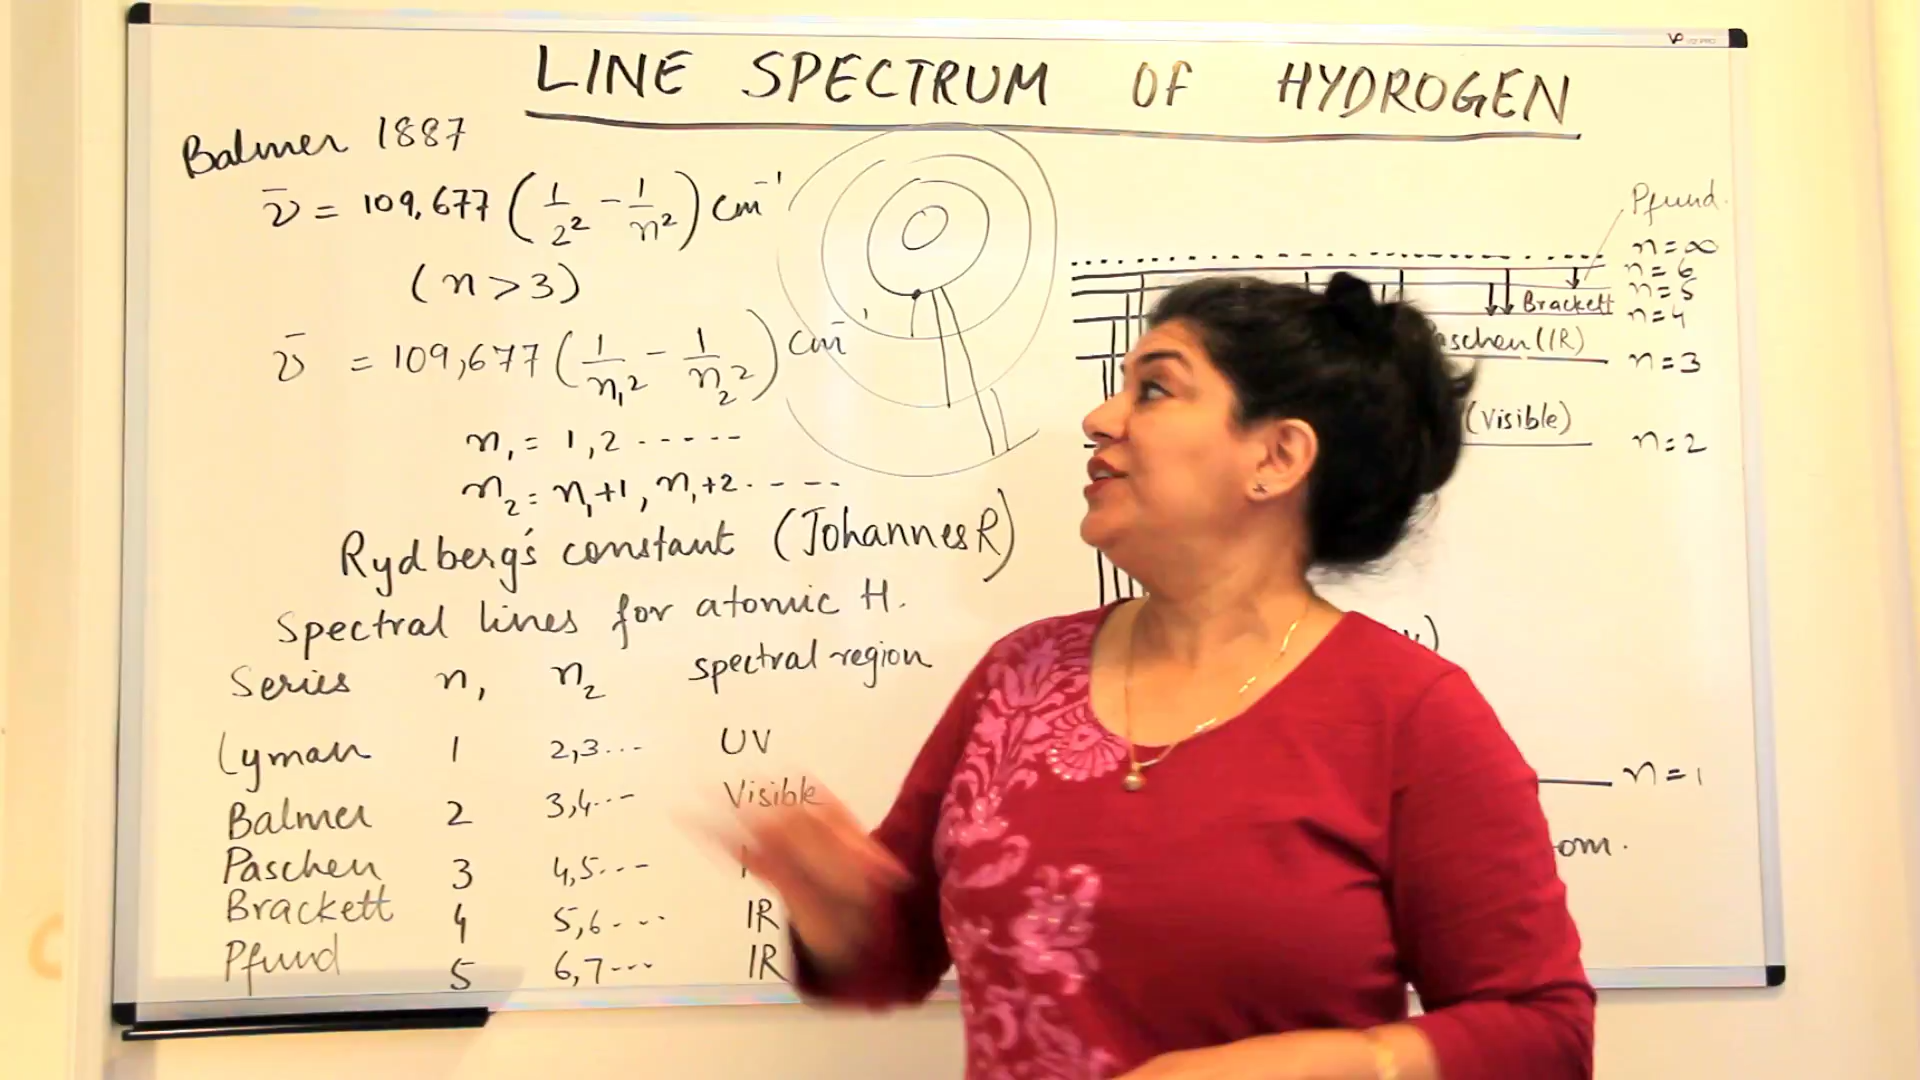 LINE SPECTRUM OF HYDROGEN
Balmer 1887
ν̄ = 109,677 (1/2² - 1/n²) cm⁻¹
(n > 3)
ν̄ = 109,677 (1/n₁² - 1/n₂²) cm⁻¹
n₁ = 1, 2 -----
n₂ = n₁+1, n₁+2 - - --
Rydberg's constant (Johannes R)
Spectral lines for atomic H.
Series n₁ n₂ spectral region
Lyman 1 2,3... UV
Balmer 2 3,4... Visible
Paschen 3 4,5---
Brackett 4 5,6--- IR
Pfund 5 6,7--- IR
Pfund.
n = ∞
n = 6
n = 5
Brackett
n = 4
(IR)
n = 3
(Visible)
n = 2
n = 1